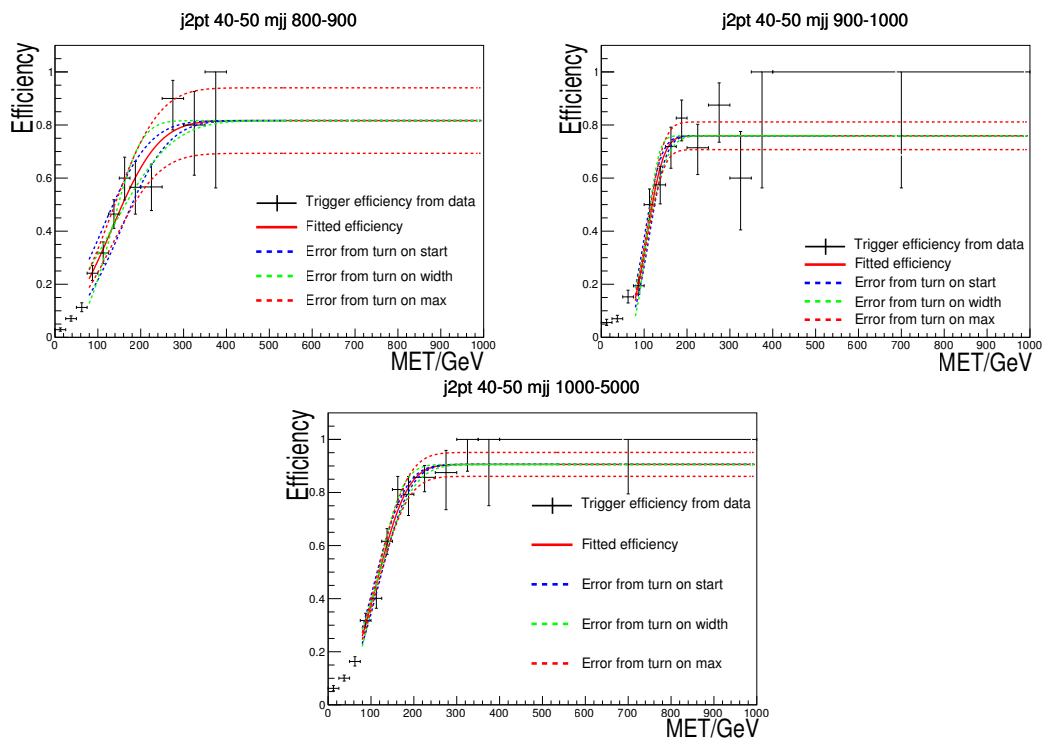 j2pt 40-50 mjj 800-900
Efficiency
1
0.8
0.6
0.4
0.2
0
Trigger efficiency from data
Fitted efficiency
Error from turn on start
Error from turn on width
Error from turn on max
0 100 200 300 400 500 600 700 800 900 1000
MET/GeV
j2pt 40-50 mjj 900-1000
Efficiency
1
0.8
0.6
0.4
0.2
0
Trigger efficiency from data
Fitted efficiency
Error from turn on start
Error from turn on width
Error from turn on max
0 100 200 300 400 500 600 700 800 900 1000
MET/GeV
j2pt 40-50 mjj 1000-5000
Efficiency
1
0.8
0.6
0.4
0.2
0
Trigger efficiency from data
Fitted efficiency
Error from turn on start
Error from turn on width
Error from turn on max
0 100 200 300 400 500 600 700 800 900 1000
MET/GeV